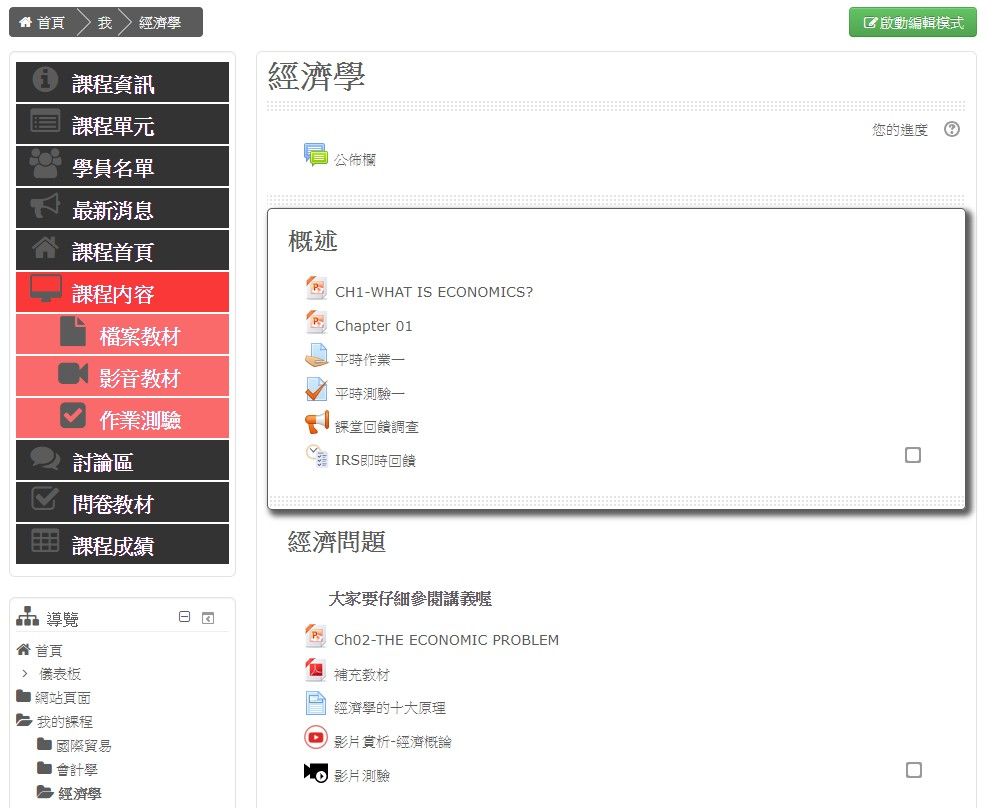 首頁 我 經濟學
啟動編輯模式
課程資訊
課程單元
學員名單
最新消息
課程首頁
課程內容
檔案教材
影音教材
作業測驗
討論區
問卷教材
課程成績
導覽
首頁
儀表板
網站頁面
我的課程
國際貿易
會計學
經濟學
經濟學
您的進度
公佈欄
概述
CH1-WHAT IS ECONOMICS?
Chapter 01
平時作業一
平時測驗一
課堂回饋調查
IRS即時回饋
經濟問題
大家要仔細參閱講義喔
Ch02-THE ECONOMIC PROBLEM
補充教材
經濟學的十大原理
影片賞析-經濟概論
影片測驗